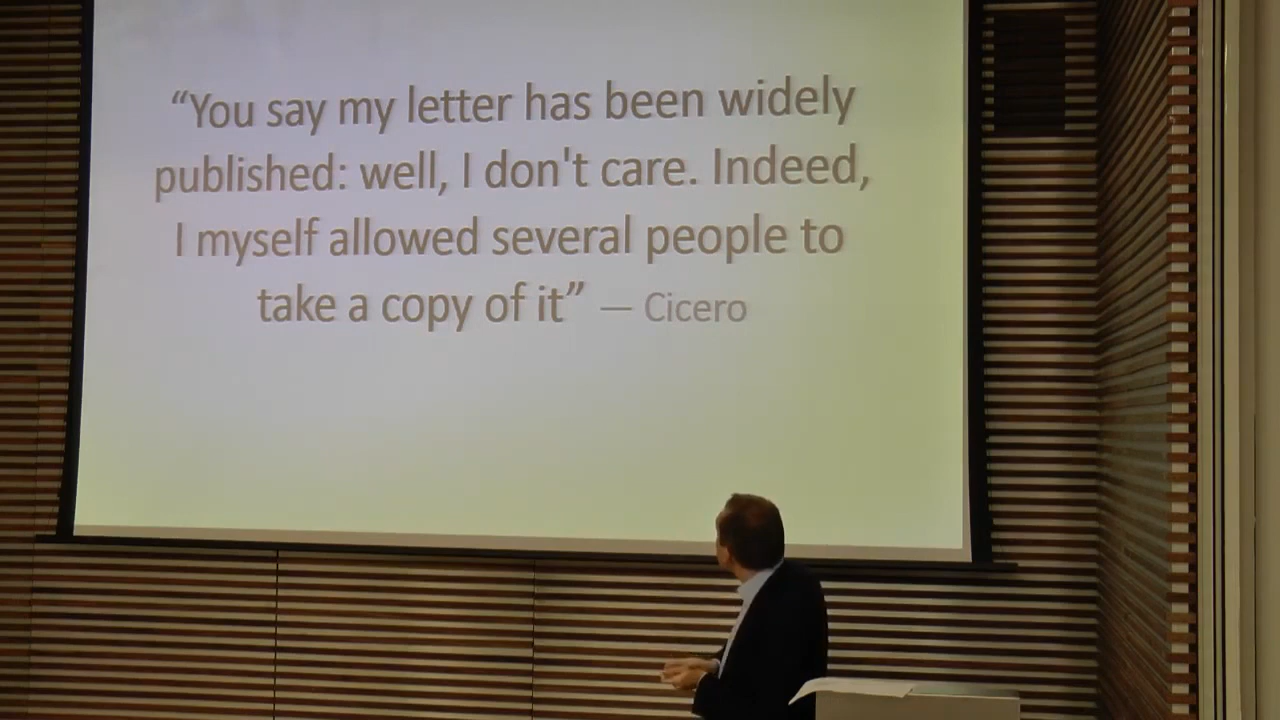 “You say my letter has been widely
published: well, I don't care. Indeed,
I myself allowed several people to
take a copy of it” — Cicero